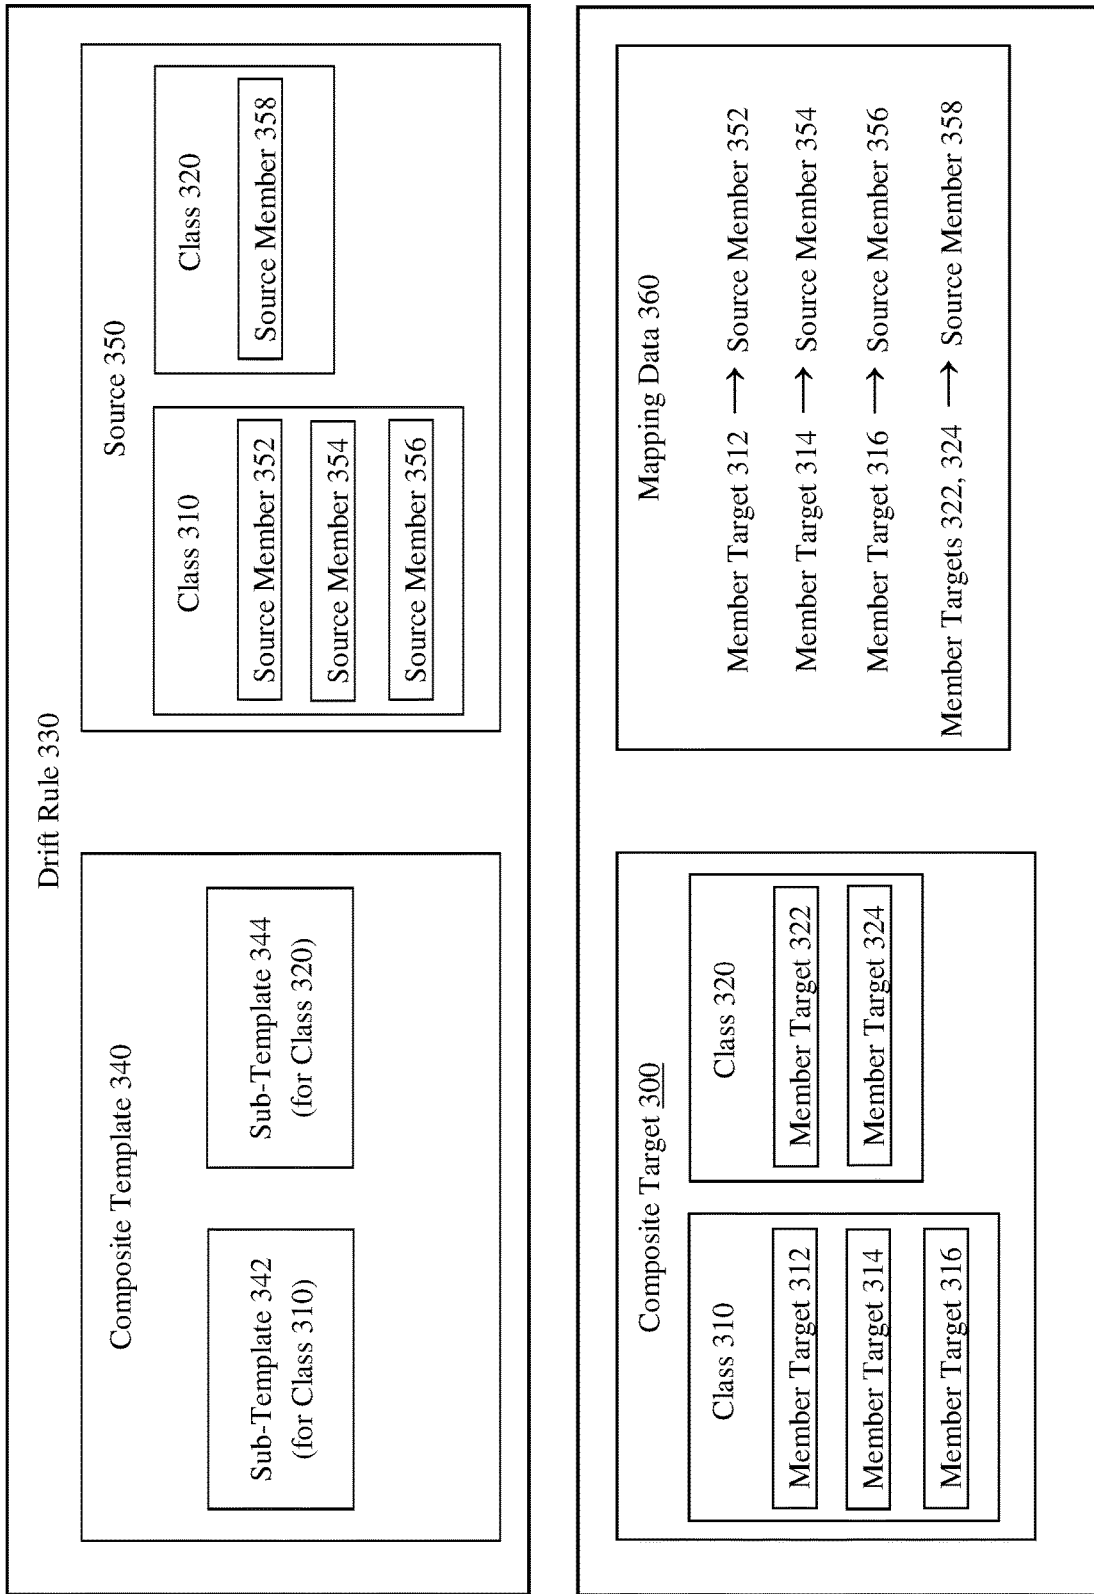 Drift Rule 330
Composite Template 340
Sub-Template 342
(for Class 310)
Sub-Template 344
(for Class 320)
Source 350
Class 310
Source Member 352
Source Member 354
Source Member 356
Class 320
Source Member 358
Composite Target 300
Class 310
Member Target 312
Member Target 314
Member Target 316
Class 320
Member Target 322
Member Target 324
Mapping Data 360
Member Target 312 → Source Member 352
Member Target 314 → Source Member 354
Member Target 316 → Source Member 356
Member Targets 322, 324 → Source Member 358